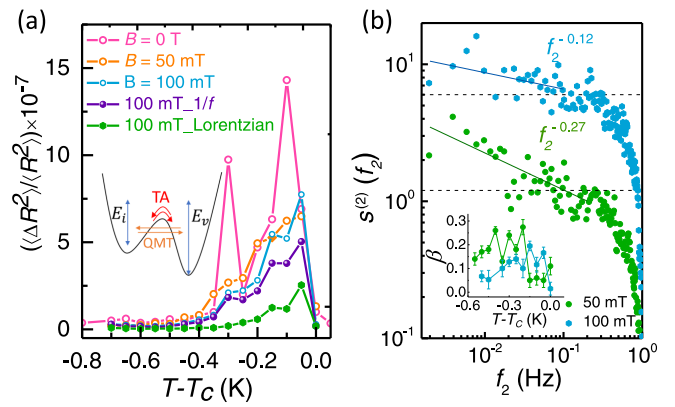 (a)
B = 0 T
B = 50 mT
B = 100 mT
100 mT_1/f
100 mT_Lorentzian
(⟨ΔR²⟩/⟨R²⟩)×10⁻⁷
15
10
5
0
TA
E_i
E_v
QMT
-0.8 -0.6 -0.4 -0.2 0.0
T-T_C (K)
(b)
f₂^-0.12
f₂^-0.27
s⁽²⁾ (f₂)
10¹
10⁰
10⁻¹
β
0.3
0.2
0.1
0.0
-0.6 -0.3 0.0
T-T_C (K)
50 mT
100 mT
10⁻² 10⁻¹ 10⁰
f₂ (Hz)